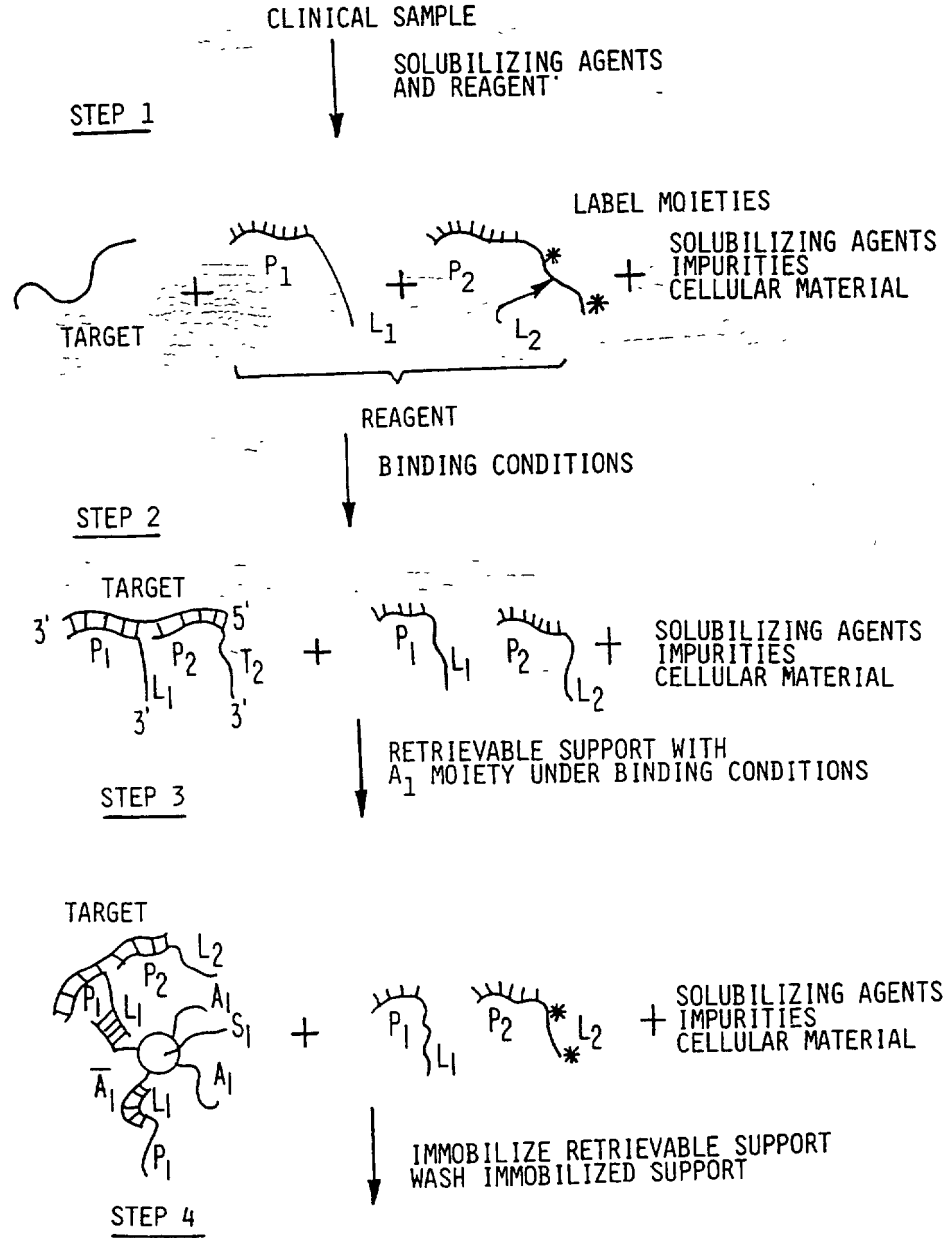 CLINICAL SAMPLE
SOLUBILIZING AGENTS
AND REAGENT
STEP 1
LABEL MOIETIES
TARGET
+
P1
L1
+
P2
*
*
L2
+
SOLUBILIZING AGENTS
IMPURITIES
CELLULAR MATERIAL
REAGENT
BINDING CONDITIONS
STEP 2
TARGET
3' 5'
P1 P2 T2
L1
3' 3'
+
P1
L1
P2
L2
+
SOLUBILIZING AGENTS
IMPURITIES
CELLULAR MATERIAL
RETRIEVABLE SUPPORT WITH
A1 MOIETY UNDER BINDING CONDITIONS
STEP 3
TARGET
L2
P2
P1 L1 A1
S1
A̅1 L1 A1
P1
+
P1
L1
P2
*
L2
*
+
SOLUBILIZING AGENTS
IMPURITIES
CELLULAR MATERIAL
IMMOBILIZE RETRIEVABLE SUPPORT
WASH IMMOBILIZED SUPPORT
STEP 4